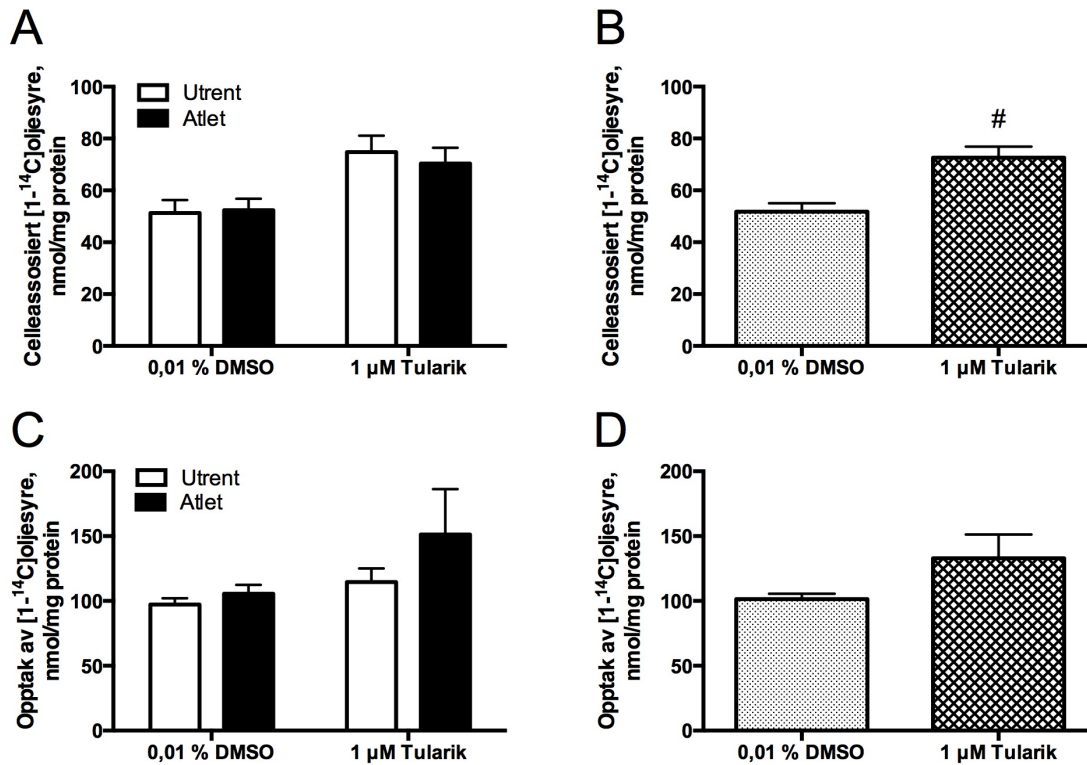 A
Celleassosiert [1-¹⁴C]oljesyre,
nmol/mg protein
100
80
60
40
20
0
Utrent
Atlet
0,01 % DMSO
1 µM Tularik
B
Celleassosiert [1-¹⁴C]oljesyre,
nmol/mg protein
100
80
60
40
20
0
#
0,01 % DMSO
1 µM Tularik
C
Opptak av [1-¹⁴C]oljesyre,
nmol/mg protein
200
150
100
50
0
Utrent
Atlet
0,01 % DMSO
1 µM Tularik
D
Opptak av [1-¹⁴C]oljesyre,
nmol/mg protein
200
150
100
50
0
0,01 % DMSO
1 µM Tularik